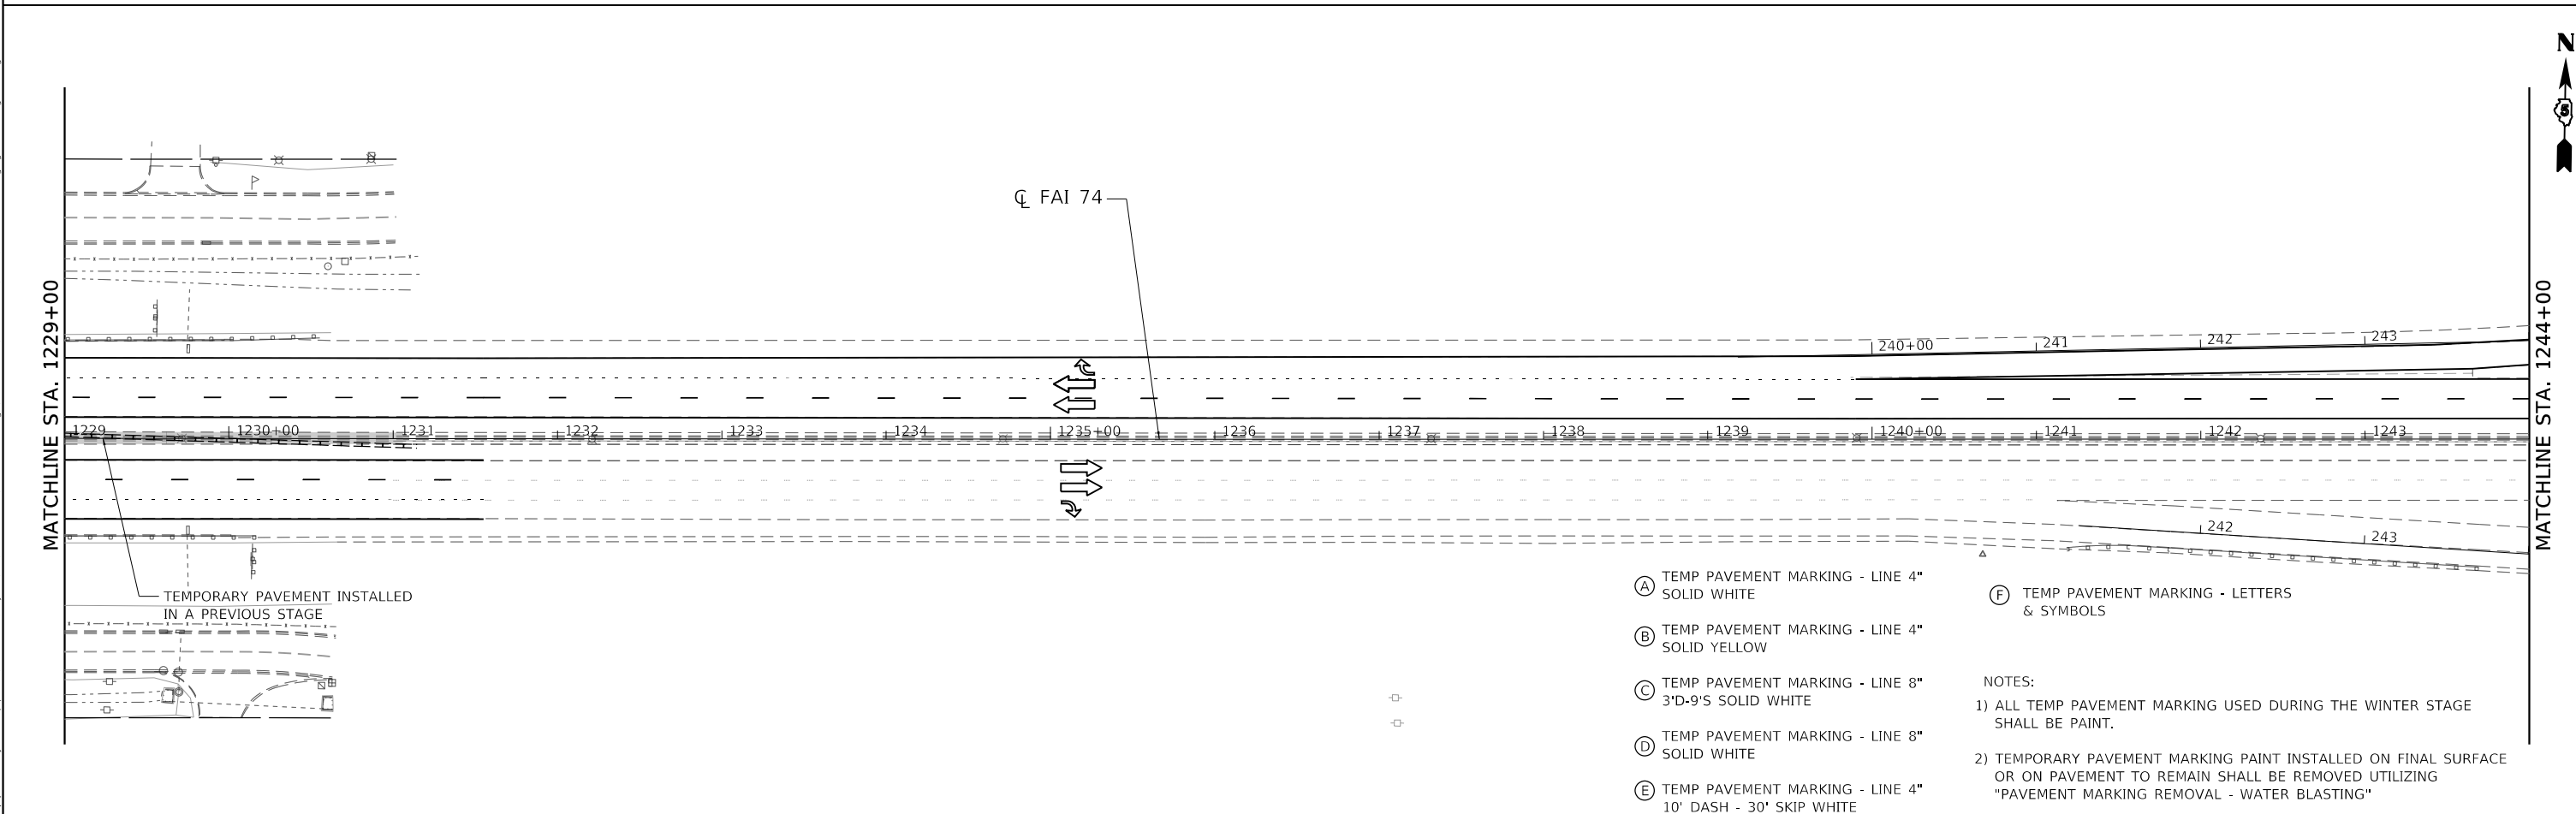 N
5
℄ FAI 74
MATCHLINE STA. 1229+00
MATCHLINE STA. 1244+00
240+00
241
242
243
1229
1230+00
1231
1232
1233
1234
1235+00
1236
1237
1238
1239
1240+00
1241
1242
1243
242
243
TEMPORARY PAVEMENT INSTALLED
IN A PREVIOUS STAGE
A TEMP PAVEMENT MARKING - LINE 4"
SOLID WHITE
B TEMP PAVEMENT MARKING - LINE 4"
SOLID YELLOW
C TEMP PAVEMENT MARKING - LINE 8"
3'D-9'S SOLID WHITE
D TEMP PAVEMENT MARKING - LINE 8"
SOLID WHITE
E TEMP PAVEMENT MARKING - LINE 4"
10' DASH - 30' SKIP WHITE
F TEMP PAVEMENT MARKING - LETTERS
& SYMBOLS
NOTES:
1) ALL TEMP PAVEMENT MARKING USED DURING THE WINTER STAGE
SHALL BE PAINT.
2) TEMPORARY PAVEMENT MARKING PAINT INSTALLED ON FINAL SURFACE
OR ON PAVEMENT TO REMAIN SHALL BE REMOVED UTILIZING
"PAVEMENT MARKING REMOVAL - WATER BLASTING"